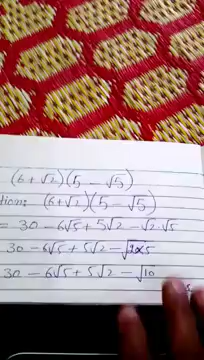 (6 + √2)(5 − √5)
tion: (6+√2)(5 − √5)
= 30 − 6√5 + 5√2 − √2·√5
30 − 6√5 + 5√2 − √2×5
30 − 6√5 + 5√2 − √10